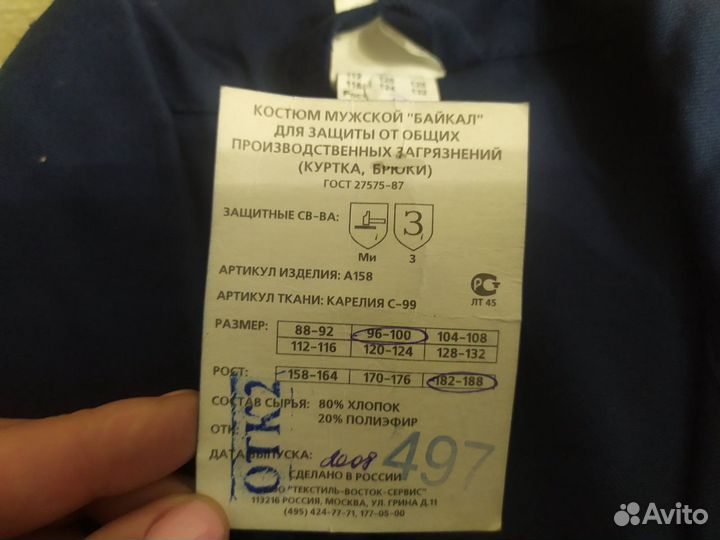 КОСТЮМ МУЖСКОЙ "БАЙКАЛ"
ДЛЯ ЗАЩИТЫ ОТ ОБЩИХ
ПРОИЗВОДСТВЕННЫХ ЗАГРЯЗНЕНИЙ
(КУРТКА, БРЮКИ)
ГОСТ 27575-87
ЗАЩИТНЫЕ СВ-ВА:
З
Ми З
АРТИКУЛ ИЗДЕЛИЯ: А158
АРТИКУЛ ТКАНИ: КАРЕЛИЯ С-99
РС
ЛТ 45
РАЗМЕР: 88-92 96-100 104-108
112-116 120-124 128-132
РОСТ: 158-164 170-176 182-188
СОСТАВ СЫРЬЯ: 80% ХЛОПОК
20% ПОЛИЭФИР
ОТК:
ОТК2
ДАТА ВЫПУСКА: 2008
497
СДЕЛАНО В РОССИИ
ООО "ТЕКСТИЛЬ-ВОСТОК-СЕРВИС"
113216 РОССИЯ, МОСКВА, УЛ. ГРИНА Д.11
(495) 424-77-71, 177-05-00
Avito